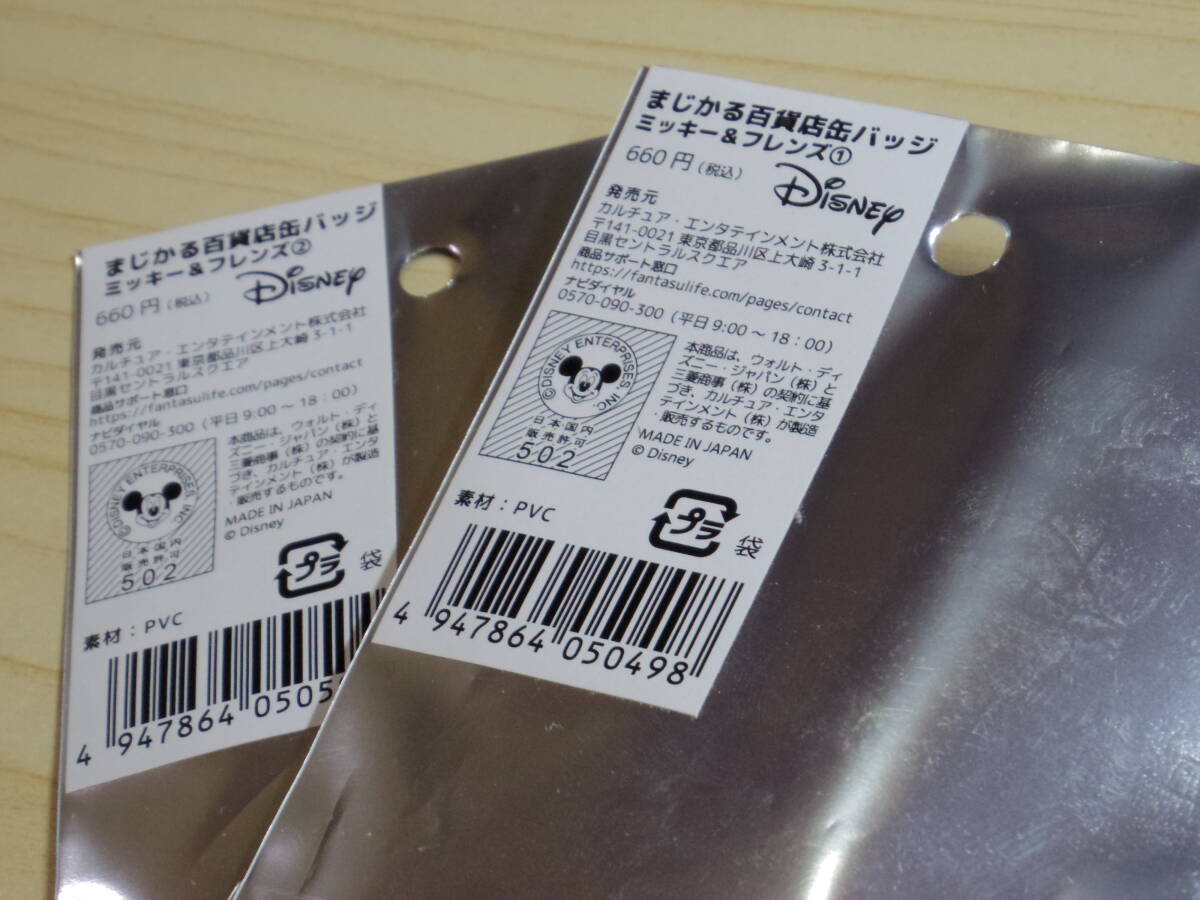 まじかる百貨店缶バッジ
ミッキー＆フレンズ②
660円（税込）
DISNEY
発売元
カルチュア・エンタテインメント株式会社
〒141-0021 東京都品川区上大崎 3-1-1
目黒セントラルスクエア
商品サポート窓口
https://fantasulife.com/pages/contact
ナビダイヤル
0570-090-300（平日 9:00 ～ 18:00）
©DISNEY ENTERPRISES, INC.
日本国内
販売許可
502
本商品は、ウォルト・ディ
ズニー・ジャパン（株）と
三菱商事（株）の契約に基
づき、カルチュア・エンタ
テインメント（株）が製造
・販売するものです。
MADE IN JAPAN
© Disney
プラ
袋
素材：PVC
4 947864 0505
まじかる百貨店缶バッジ
ミッキー＆フレンズ①
660円（税込）
DISNEY
発売元
カルチュア・エンタテインメント株式会社
〒141-0021 東京都品川区上大崎 3-1-1
目黒セントラルスクエア
商品サポート窓口
https://fantasulife.com/pages/contact
ナビダイヤル
0570-090-300（平日 9:00 ～ 18:00）
©DISNEY ENTERPRISES, INC.
日本国内
販売許可
502
本商品は、ウォルト・ディ
ズニー・ジャパン（株）と
三菱商事（株）の契約に基
づき、カルチュア・エンタ
テインメント（株）が製造
・販売するものです。
MADE IN JAPAN
© Disney
素材：PVC
プラ
袋
4 947864 050498